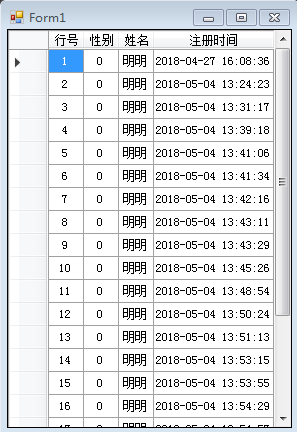 Form1
行号 性别 姓名 注册时间
1 0 明明 2018-04-27 16:08:36
2 0 明明 2018-05-04 13:24:23
3 0 明明 2018-05-04 13:31:17
4 0 明明 2018-05-04 13:39:18
5 0 明明 2018-05-04 13:41:06
6 0 明明 2018-05-04 13:41:34
7 0 明明 2018-05-04 13:42:16
8 0 明明 2018-05-04 13:43:11
9 0 明明 2018-05-04 13:43:29
10 0 明明 2018-05-04 13:45:26
11 0 明明 2018-05-04 13:48:54
12 0 明明 2018-05-04 13:50:24
13 0 明明 2018-05-04 13:51:13
14 0 明明 2018-05-04 13:53:15
15 0 明明 2018-05-04 13:53:55
16 0 明明 2018-05-04 13:54:29